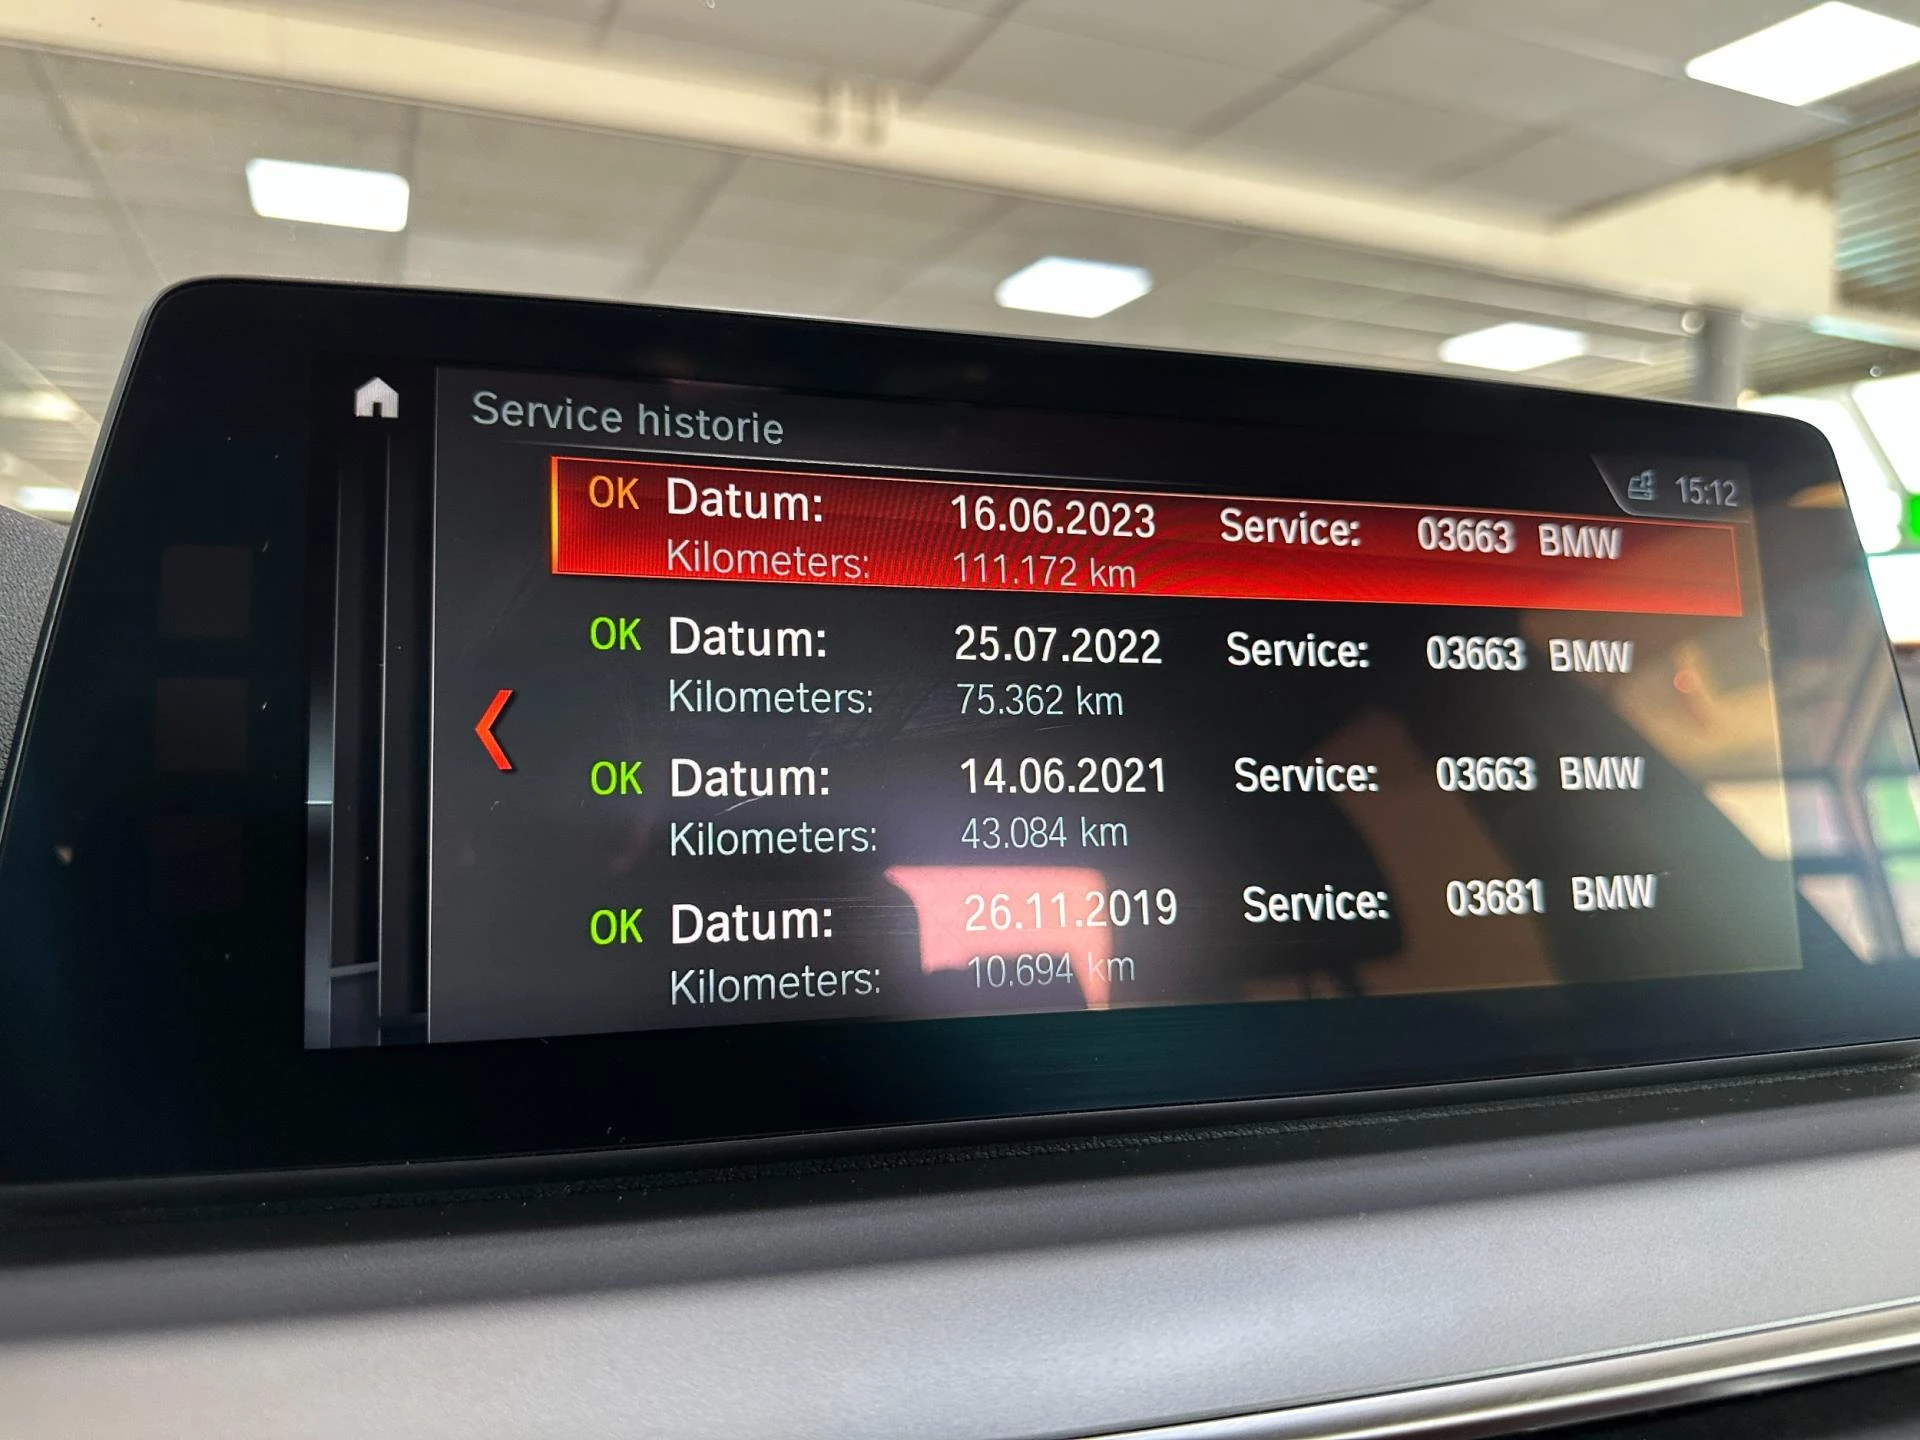 Service historie
15:12
OK Datum: 16.06.2023 Service: 03663 BMW
Kilometers: 111.172 km
OK Datum: 25.07.2022 Service: 03663 BMW
Kilometers: 75.362 km
OK Datum: 14.06.2021 Service: 03663 BMW
Kilometers: 43.084 km
OK Datum: 26.11.2019 Service: 03681 BMW
Kilometers: 10.694 km